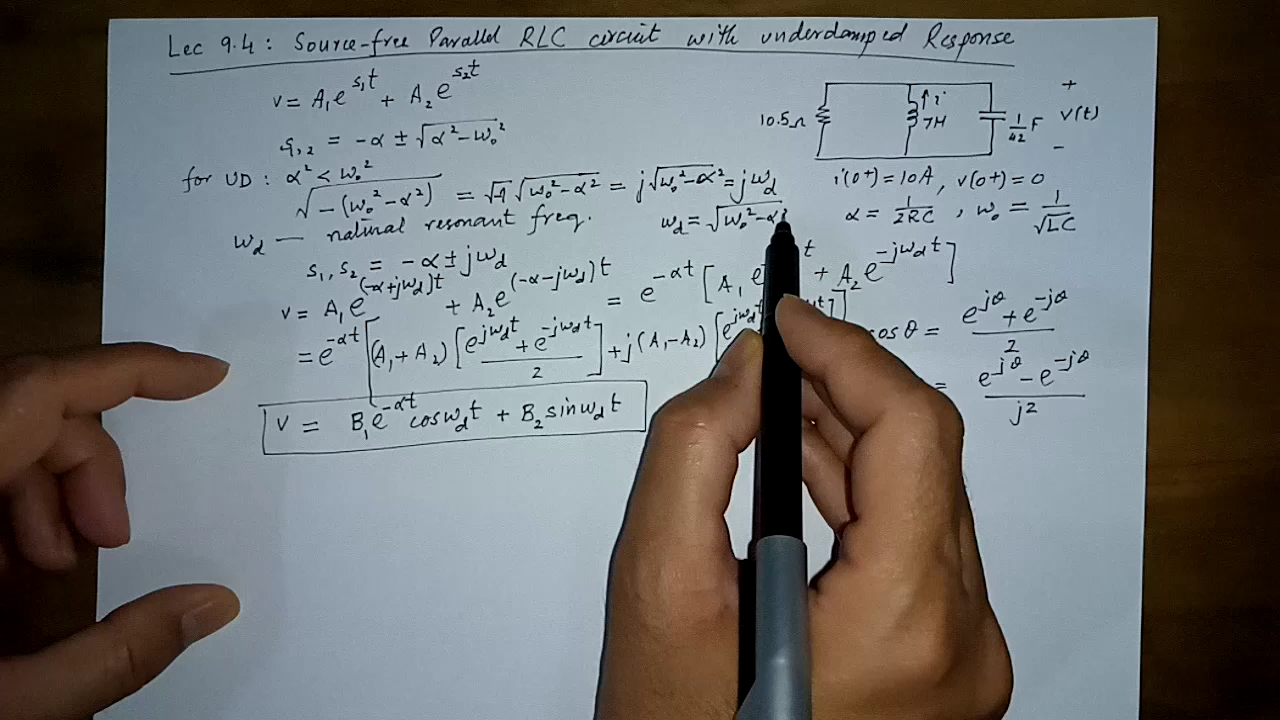 Lec 9.4: Source-free Parallel RLC circuit with underdamped Response
v = A₁e^{s₁t} + A₂e^{s₂t}
s₁,₂ = -α ± √(α² - ω₀²)
for UD: α² < ω₀²
√(-(ω₀² - α²)) = √-1 √(ω₀² - α²) = j√(ω₀² - α²) = jω_d
ω_d — natural resonant freq.
ω_d = √(ω₀² - α²)
s₁, s₂ = -α ± jω_d
v = A₁e^{(-α+jω_d)t} + A₂e^{(-α-jω_d)t} = e^{-αt} [A₁e t + A₂e^{-jω_d t}]
= e^{-αt} [(A₁+A₂) [e^{jω_d t} + e^{-jω_d t} / 2] + j(A₁-A₂) [e^{jω_d
v = B₁e^{-αt} cosω_d t + B₂ sinω_d t
10.5Ω
i
7H
1/42 F
+
v(t)
-
i(0+) = 10A, v(0+) = 0
α = 1/2RC, ω₀ = 1/√LC
cosθ = e^{jθ} + e^{-jθ} / 2
= e^{jθ} - e^{-jθ} / j2